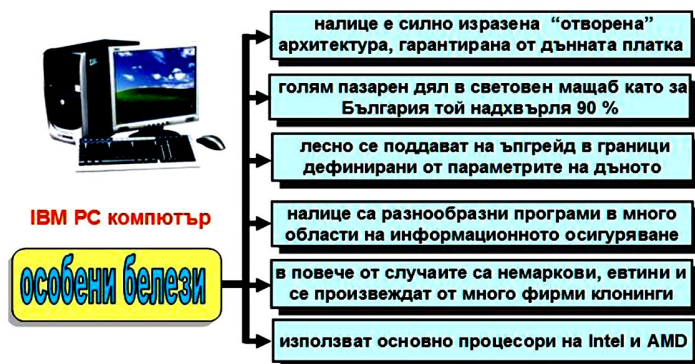 налице е силно изразена “отворена”
архитектура, гарантирана от дънната платка
голям пазарен дял в световен мащаб като за
България той надхвърля 90 %
лесно се поддават на ъпгрейд в граници
дефинирани от параметрите на дъното
IBM PC компютър
налице са разнообразни програми в много
области на информационното осигуряване
особени белези
в повече от случаите са немаркови, евтини и
се произвеждат от много фирми клонинги
използват основно процесори на Intel и AMD